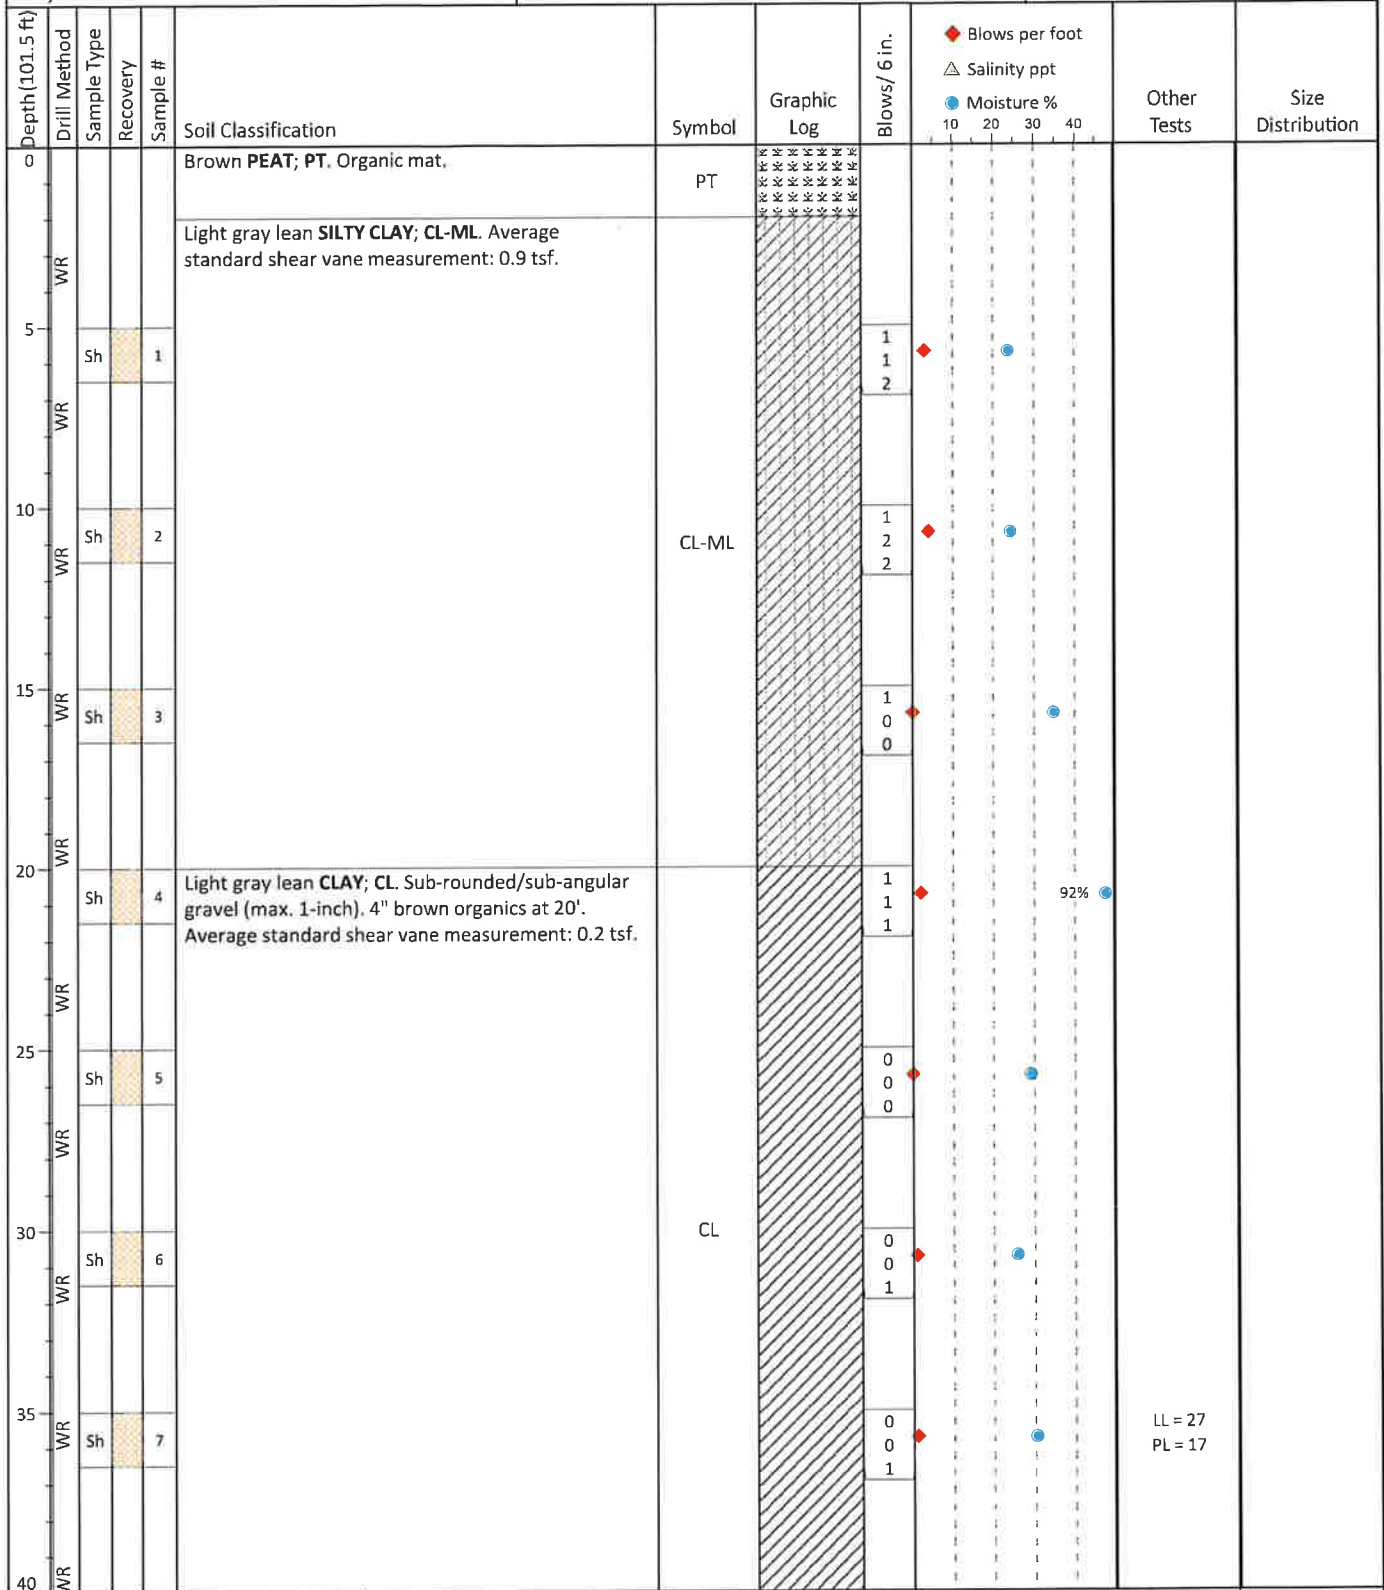 Depth (101.5 ft)
Drill Method
Sample Type
Recovery
Sample #
Soil Classification
Symbol
Graphic
Log
Blows/ 6 in.
Blows per foot
Salinity ppt
Moisture %
10 20 30 40
Other
Tests
Size
Distribution
0
Brown PEAT; PT. Organic mat.
PT
Light gray lean SILTY CLAY; CL-ML. Average
standard shear vane measurement: 0.9 tsf.
WR
5
Sh
1
1
1
2
WR
10
Sh
2
CL-ML
1
2
2
WR
15
WR
Sh
3
1
0
0
WR
20
Sh
4
Light gray lean CLAY; CL. Sub-rounded/sub-angular
gravel (max. 1-inch). 4" brown organics at 20'.
Average standard shear vane measurement: 0.2 tsf.
1
1
1
92%
WR
25
Sh
5
0
0
0
WR
30
Sh
6
CL
0
0
1
WR
35
WR
Sh
7
0
0
1
LL = 27
PL = 17
40
WR